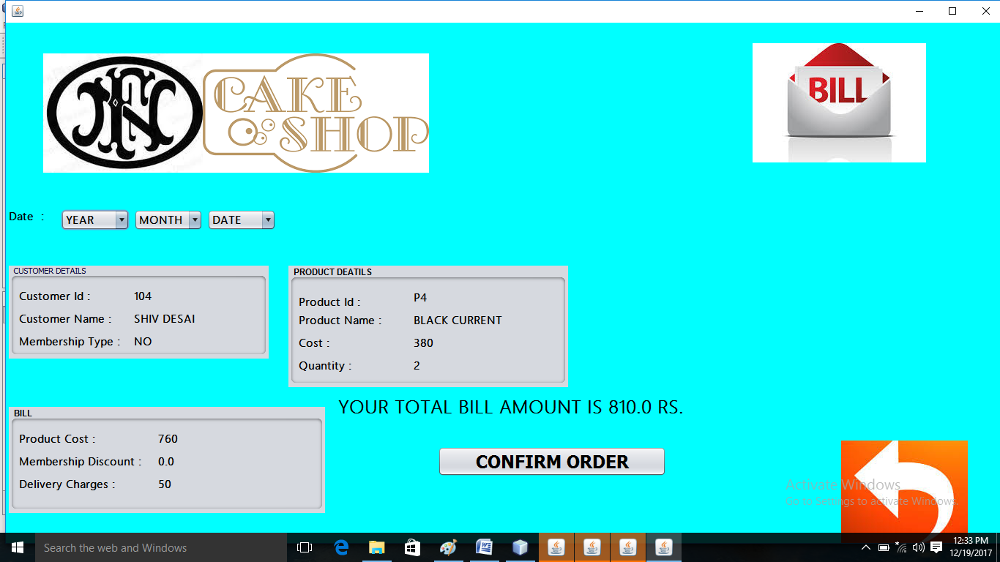 CAKE
SHOP
BILL
Date :
YEAR MONTH DATE
CUSTOMER DETAILS
Customer Id : 104
Customer Name : SHIV DESAI
Membership Type : NO
PRODUCT DEATILS
Product Id : P4
Product Name : BLACK CURRENT
Cost : 380
Quantity : 2
YOUR TOTAL BILL AMOUNT IS 810.0 RS.
BILL
Product Cost : 760
Membership Discount : 0.0
Delivery Charges : 50
CONFIRM ORDER
Activate Windows
Go to Settings to activate Windows.
Search the web and Windows
12:33 PM
12/19/2017